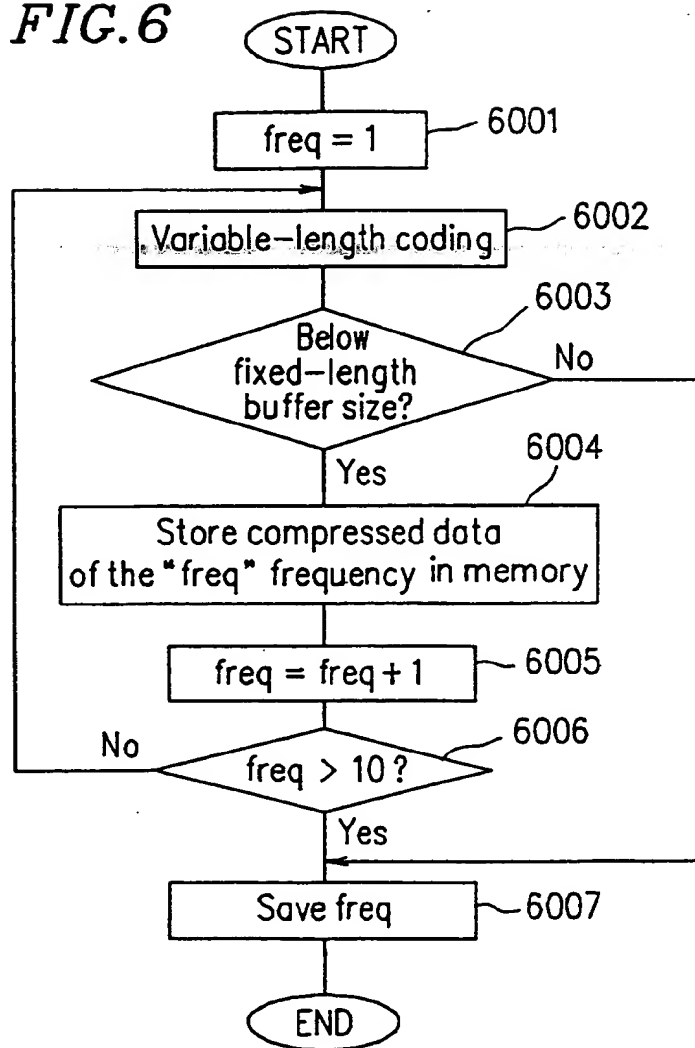 FIG.6
START
freq = 1
6001
Variable-length coding
6002
6003
Below
fixed-length
buffer size?
No
Yes
6004
Store compressed data
of the "freq" frequency in memory
freq = freq + 1
6005
6006
No
freq > 10 ?
Yes
Save freq
6007
END